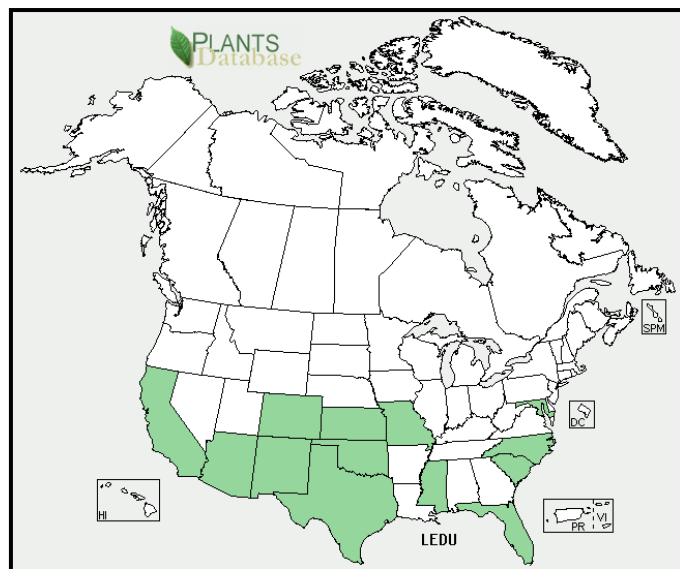 PLANTS
Database
SPM
DC
HI
PR
VI
LEDU